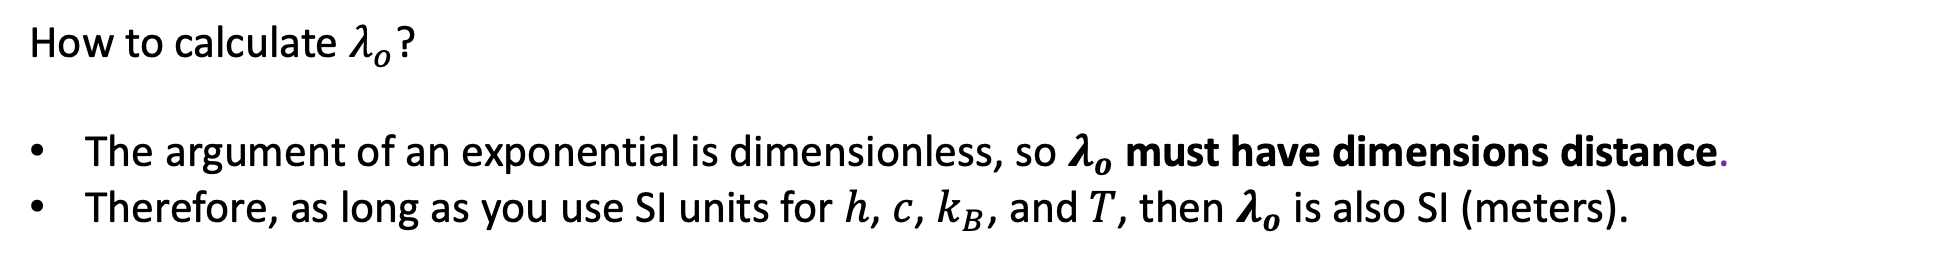 How to calculate λₒ?
• The argument of an exponential is dimensionless, so λₒ must have dimensions distance.
• Therefore, as long as you use SI units for h, c, k_B, and T, then λₒ is also SI (meters).